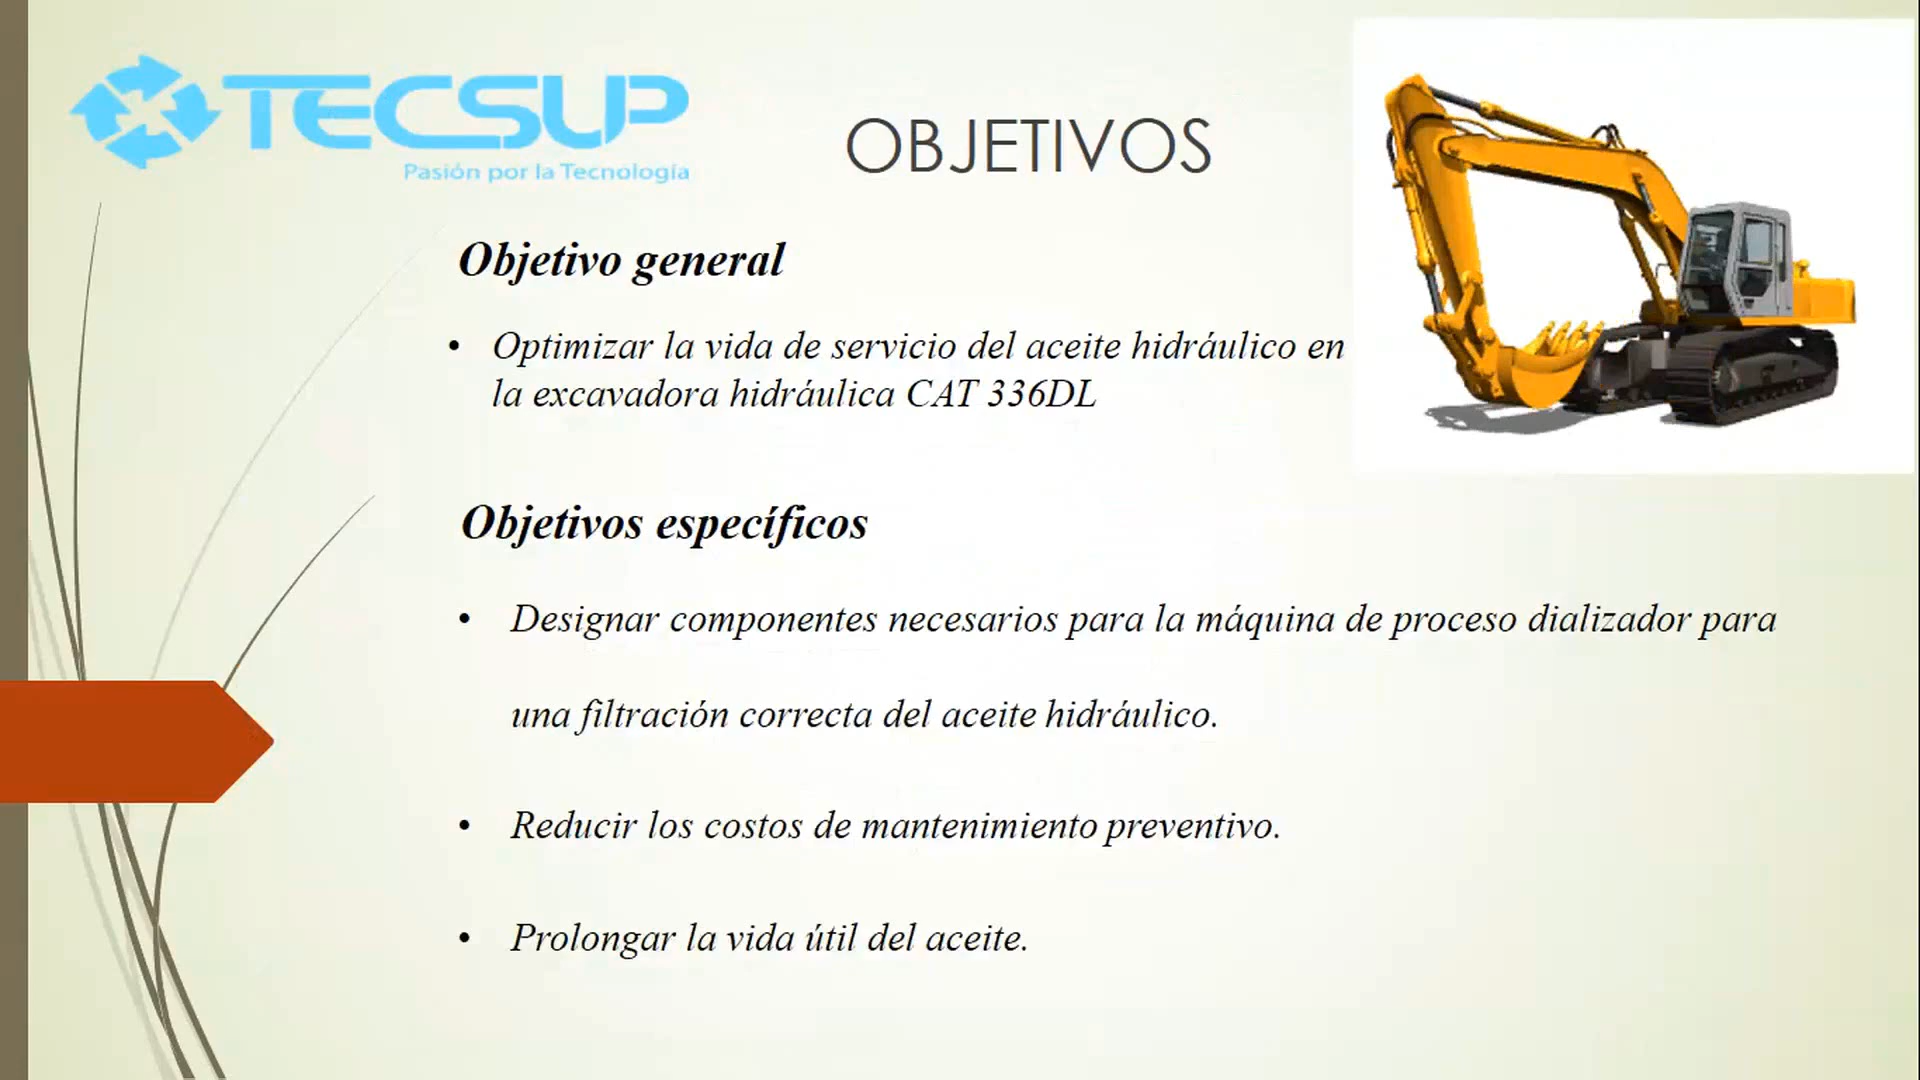 TECSUP
Pasión por la Tecnología
OBJETIVOS
Objetivo general
• Optimizar la vida de servicio del aceite hidráulico en
la excavadora hidráulica CAT 336DL
Objetivos específicos
• Designar componentes necesarios para la máquina de proceso dializador para
una filtración correcta del aceite hidráulico.
• Reducir los costos de mantenimiento preventivo.
• Prolongar la vida útil del aceite.